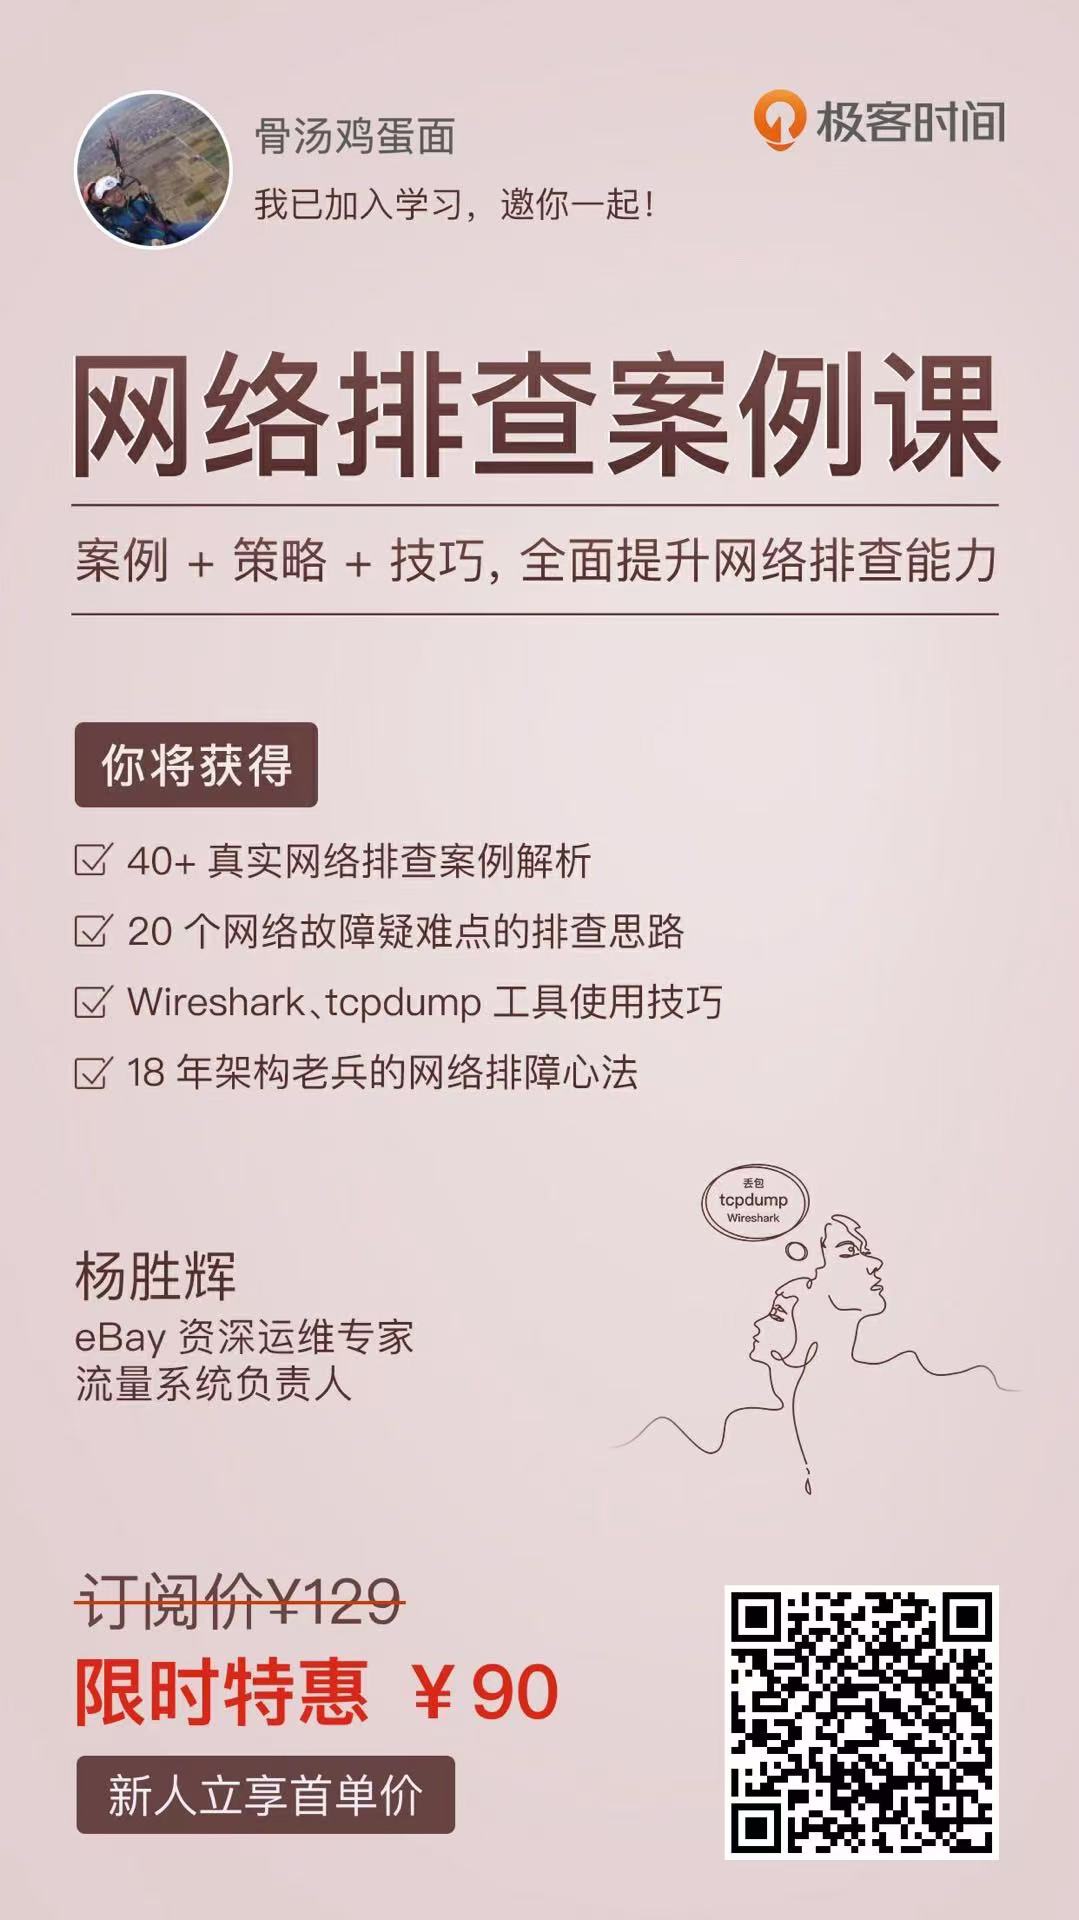 骨汤鸡蛋面
极客时间
我已加入学习，邀你一起！
网络排查案例课
案例 + 策略 + 技巧，全面提升网络排查能力
你将获得
40+ 真实网络排查案例解析
20 个网络故障疑难点的排查思路
Wireshark、tcpdump 工具使用技巧
18 年架构老兵的网络排障心法
丢包
tcpdump
Wireshark
杨胜辉
eBay 资深运维专家
流量系统负责人
订阅价¥129
限时特惠 ¥90
新人立享首单价